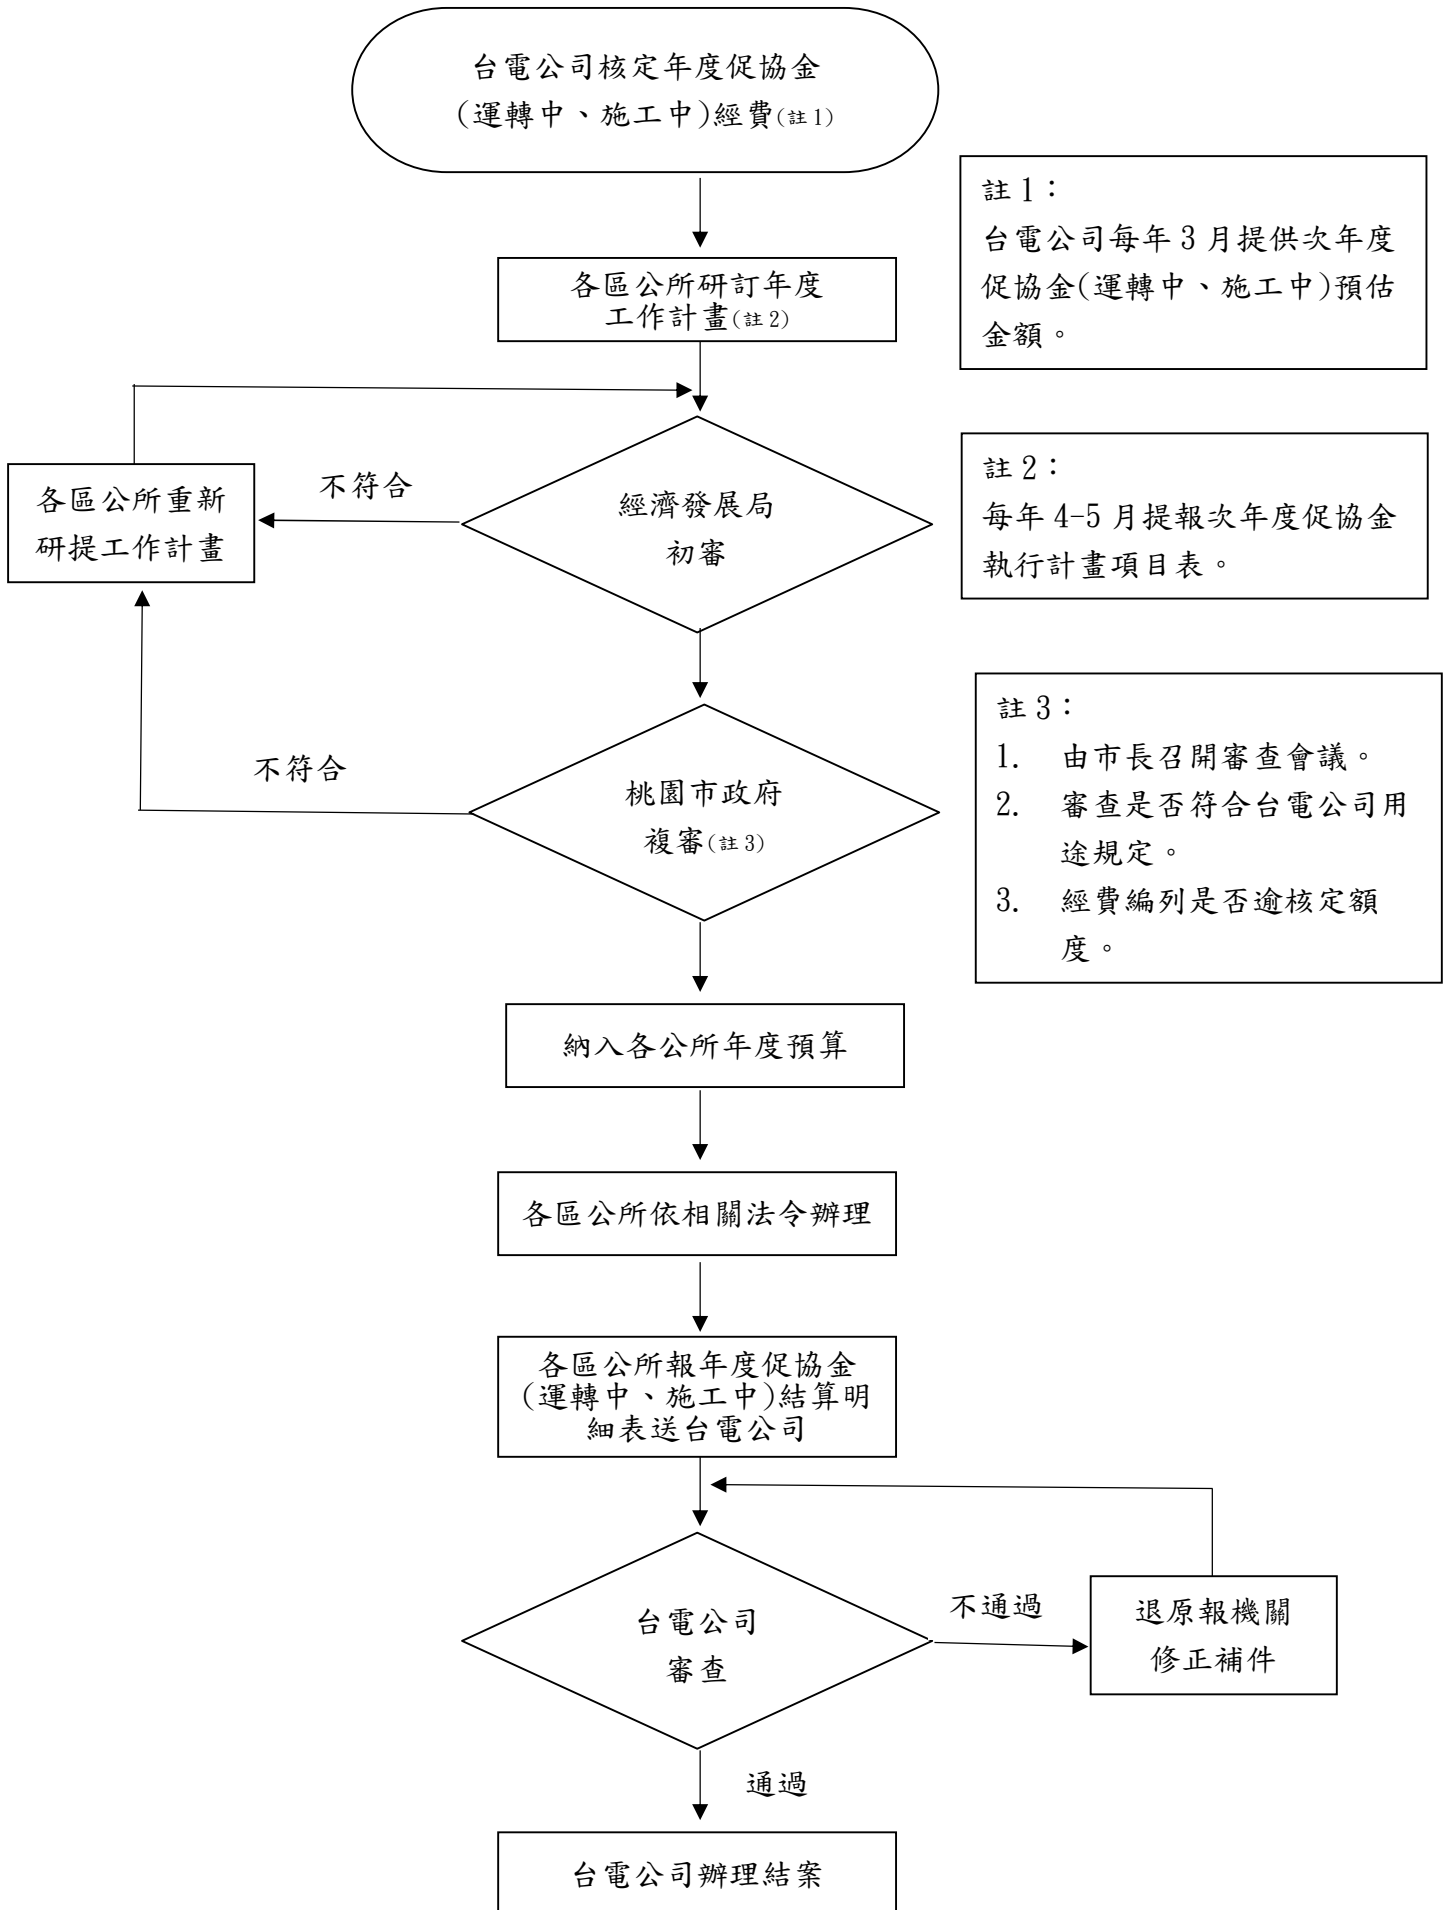 台電公司核定年度促協金
(運轉中、施工中)經費(註1)
註1：
台電公司每年3月提供次年度
促協金(運轉中、施工中)預估
金額。
各區公所研訂年度
工作計畫(註2)
註2：
每年4-5月提報次年度促協金
執行計畫項目表。
不符合
各區公所重新
研提工作計畫
經濟發展局
初審
註3：
1. 由市長召開審查會議。
2. 審查是否符合台電公司用
途規定。
3. 經費編列是否逾核定額
度。
不符合
桃園市政府
複審(註3)
納入各公所年度預算
各區公所依相關法令辦理
各區公所報年度促協金
(運轉中、施工中)結算明
細表送台電公司
台電公司
審查
不通過
退原報機關
修正補件
通過
台電公司辦理結案